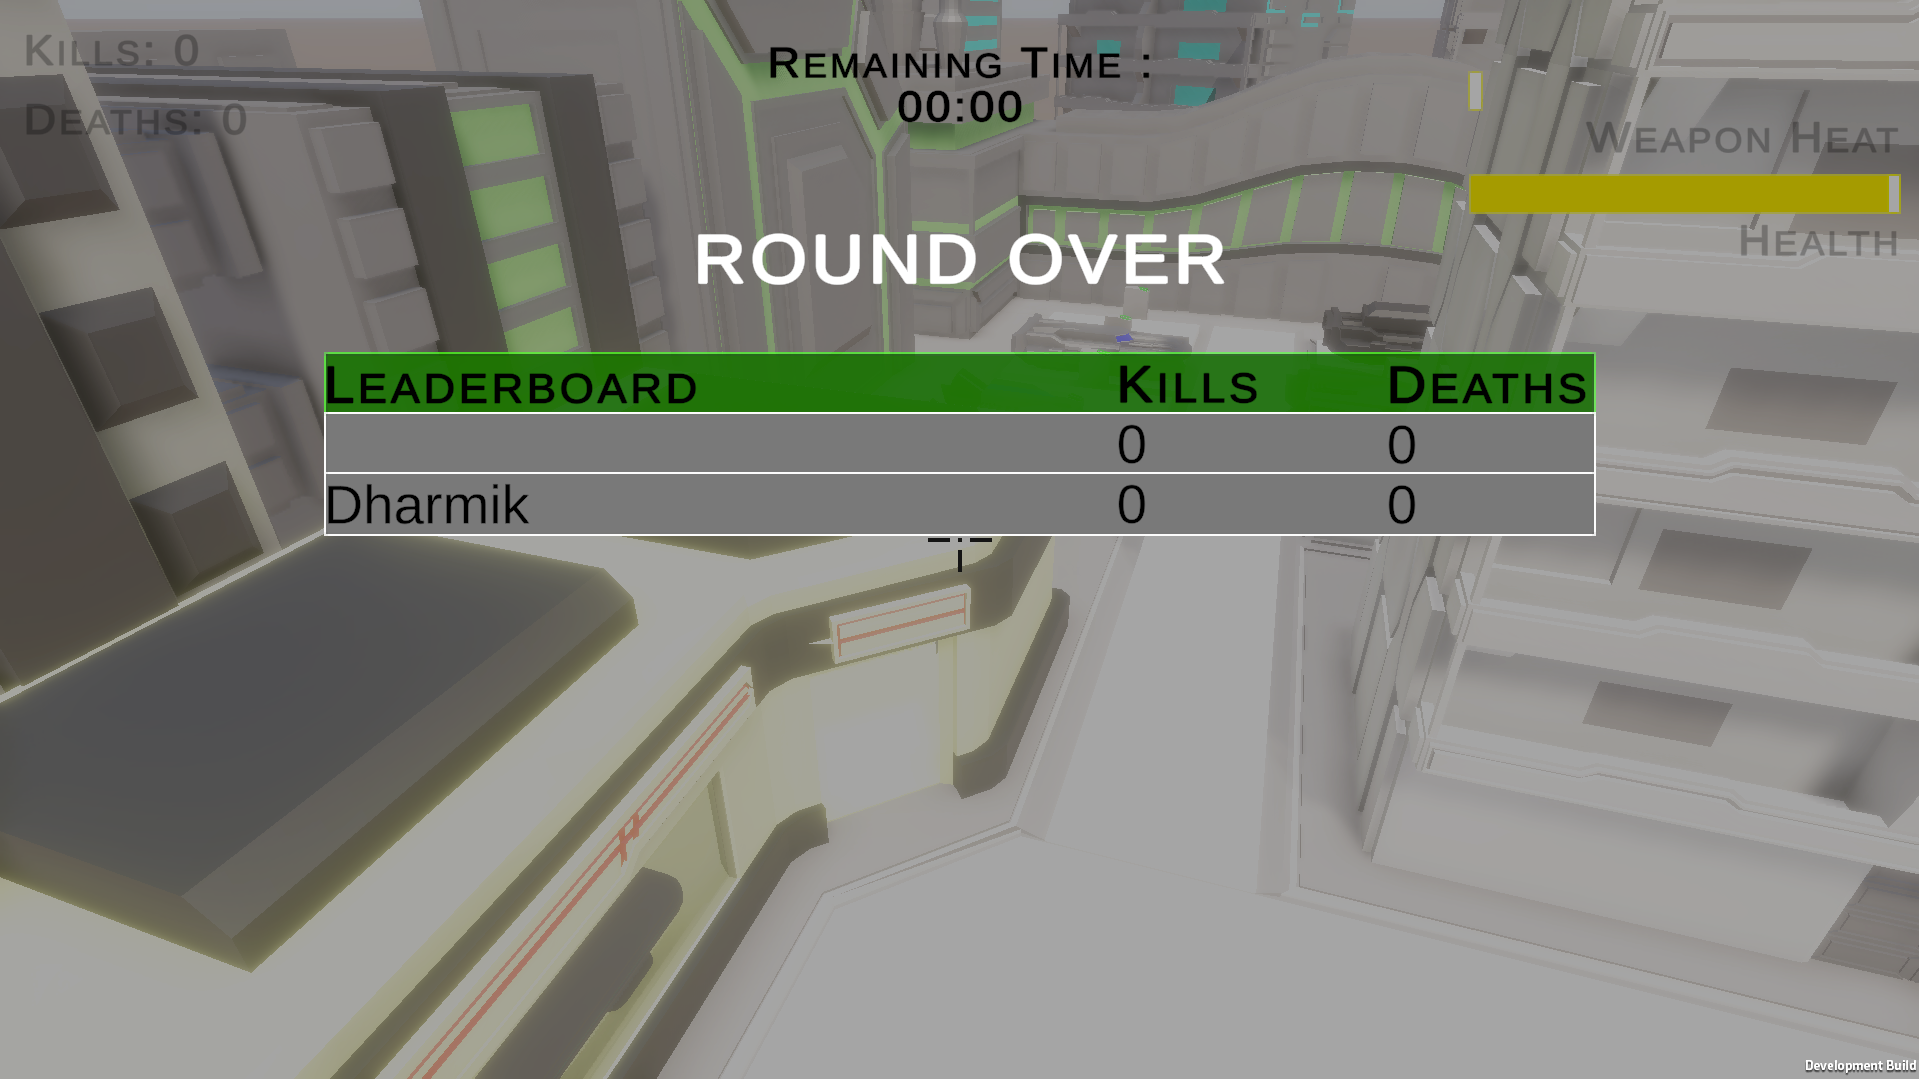 Kills: 0
Deaths: 0
Remaining Time :
00:00
Weapon Heat
Health
ROUND OVER
Leaderboard Kills Deaths
0 0
Dharmik 0 0
Development Build